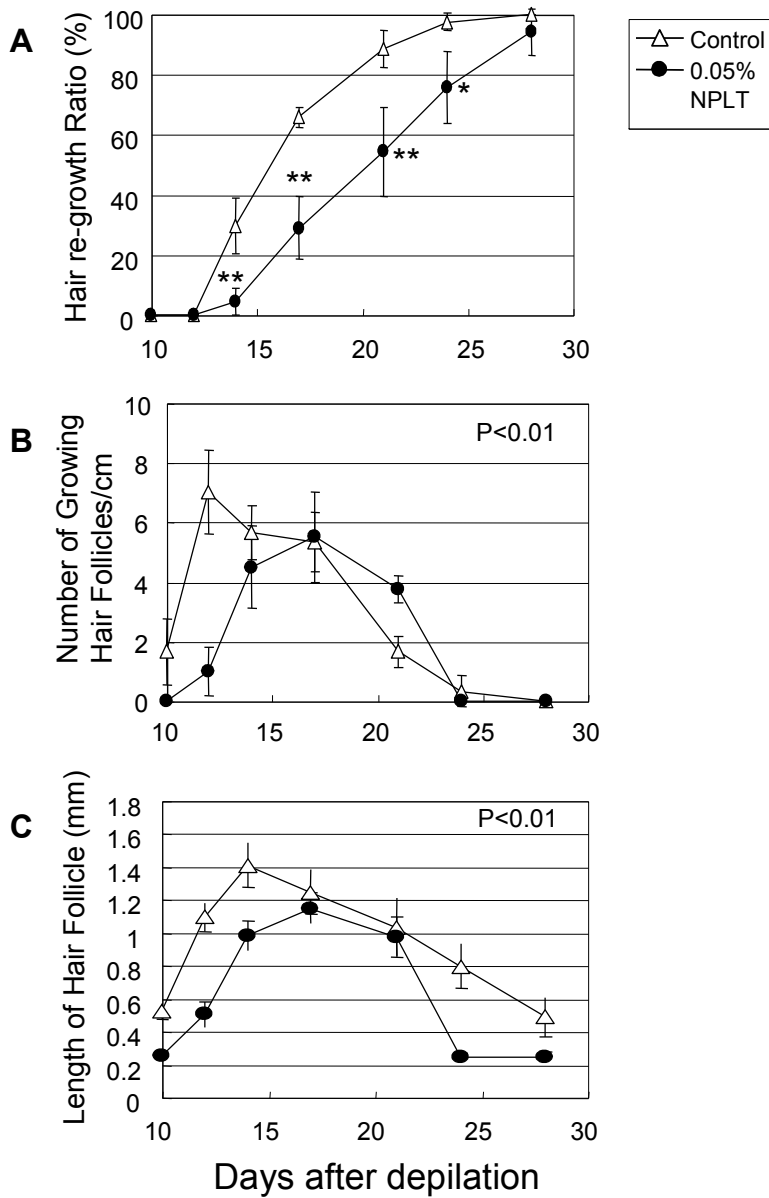 A
Hair re-growth Ratio (%)
100
80
60
40
20
0
10 15 20 25 30
**
**
**
*
Control
0.05%
NPLT
B
Number of Growing
Hair Follicles/cm
10
8
6
4
2
0
10 15 20 25 30
P<0.01
C
Length of Hair Follicle (mm)
1.8
1.6
1.4
1.2
1
0.8
0.6
0.4
0.2
0
10 15 20 25 30
P<0.01
Days after depilation